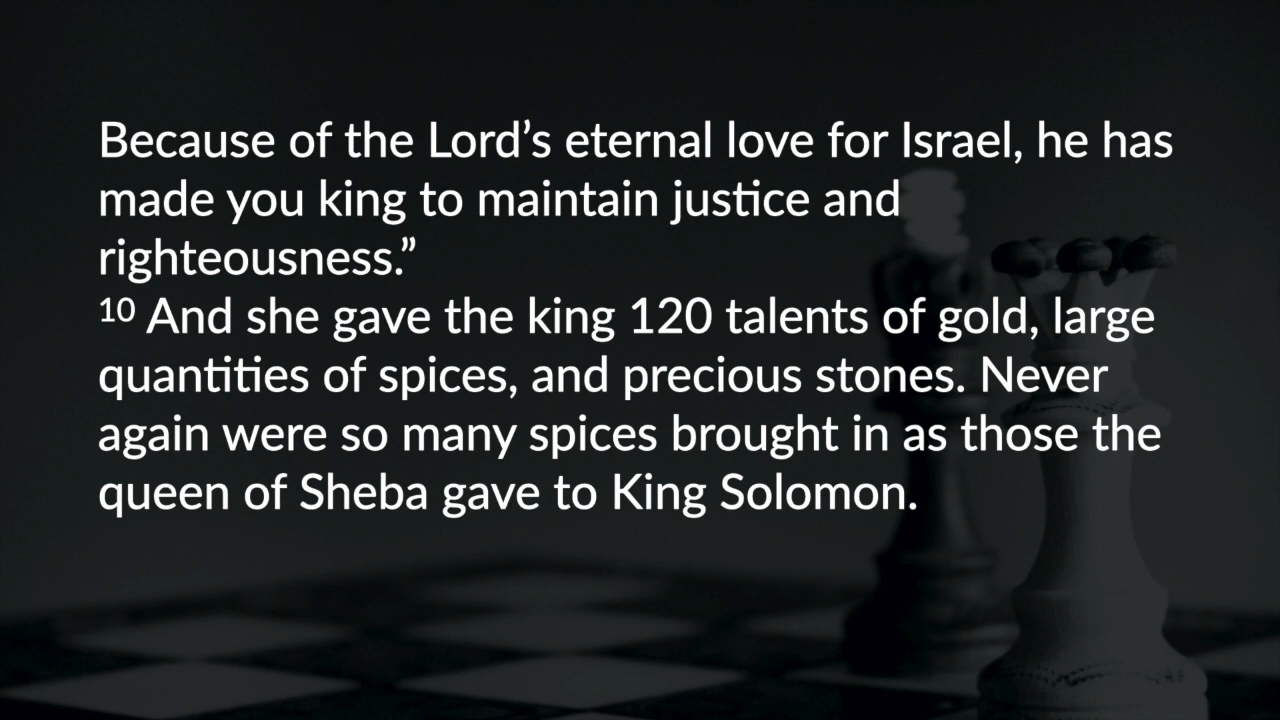 Because of the Lord’s eternal love for Israel, he has
made you king to maintain justice and
righteousness.”
10 And she gave the king 120 talents of gold, large
quantities of spices, and precious stones. Never
again were so many spices brought in as those the
queen of Sheba gave to King Solomon.